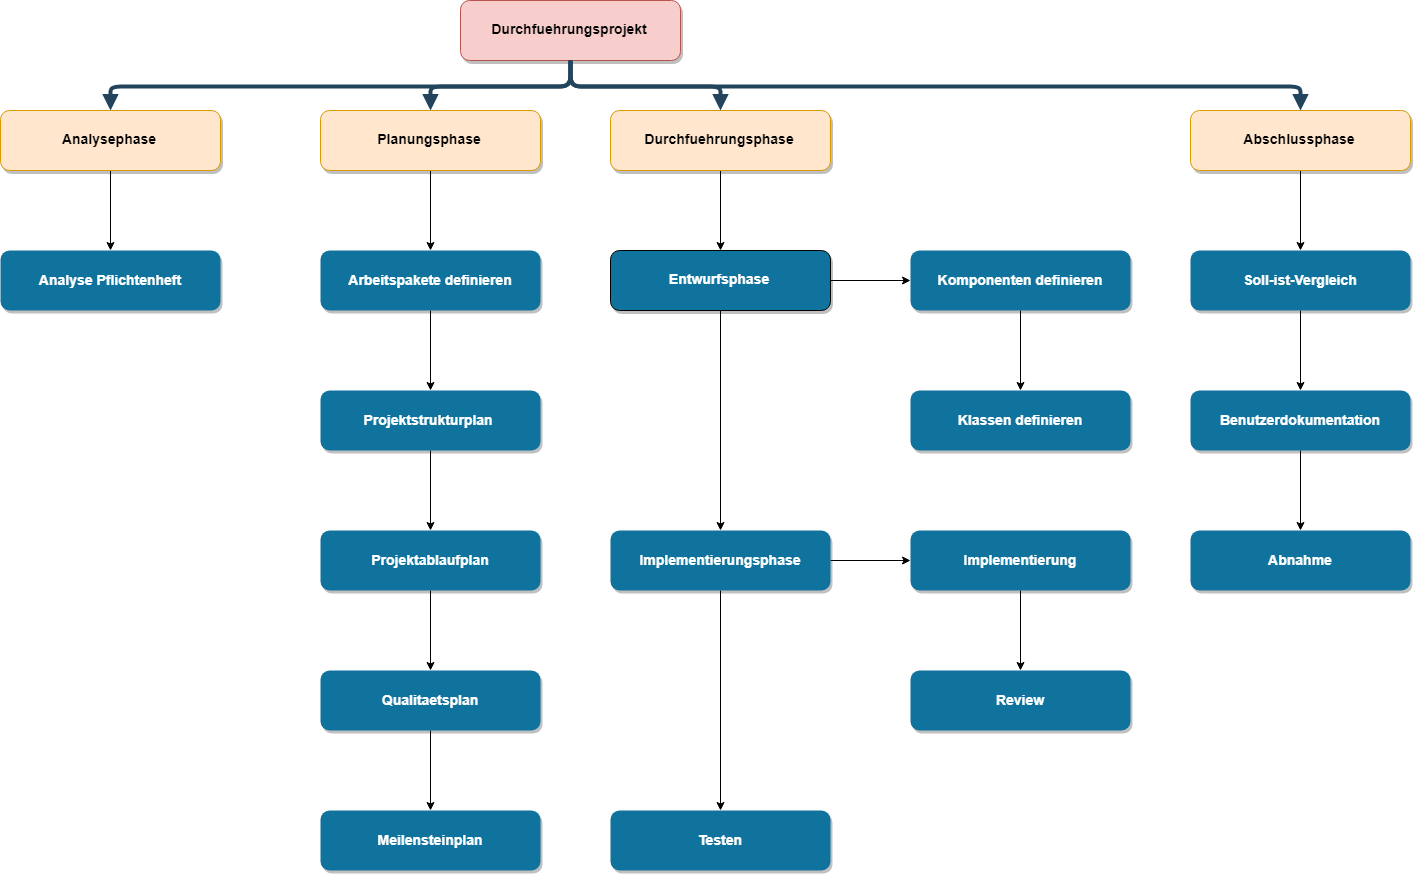 Durchfuehrungsprojekt
Analysephase
Planungsphase
Durchfuehrungsphase
Abschlussphase
Analyse Pflichtenheft
Arbeitspakete definieren
Entwurfsphase
Komponenten definieren
Soll-ist-Vergleich
Projektstrukturplan
Klassen definieren
Benutzerdokumentation
Projektablaufplan
Implementierungsphase
Implementierung
Abnahme
Qualitaetsplan
Review
Meilensteinplan
Testen